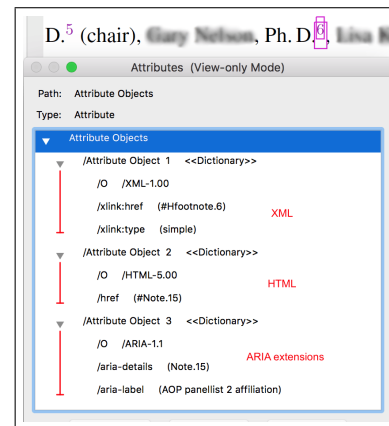 D.5 (chair), , Ph. D.6,
Attributes (View-only Mode)
Path: Attribute Objects
Type: Attribute
Attribute Objects
/Attribute Object 1 <<Dictionary>>
/O /XML-1.00
/xlink:href (#Hfootnote.6)
XML
/xlink:type (simple)
/Attribute Object 2 <<Dictionary>>
/O /HTML-5.00
HTML
/href (#Note.15)
/Attribute Object 3 <<Dictionary>>
/O /ARIA-1.1
ARIA extensions
/aria-details (Note.15)
/aria-label (AOP panellist 2 affiliation)